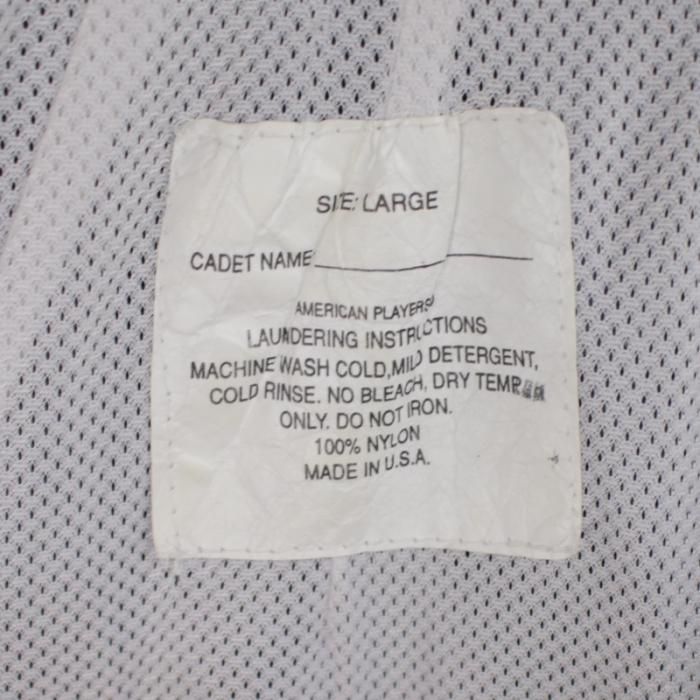 SIZE: LARGE
CADET NAME
AMERICAN PLAYERS
LAUNDERING INSTRUCTIONS
MACHINE WASH COLD, MILD DETERGENT,
COLD RINSE. NO BLEACH, DRY TEMP.
ONLY. DO NOT IRON.
100% NYLON
MADE IN U.S.A.